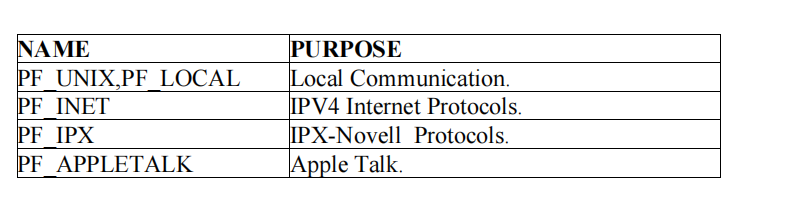 NAME PURPOSE
PF_UNIX,PF_LOCAL Local Communication.
PF_INET IPV4 Internet Protocols.
PF_IPX IPX-Novell Protocols.
PF_APPLETALK Apple Talk.